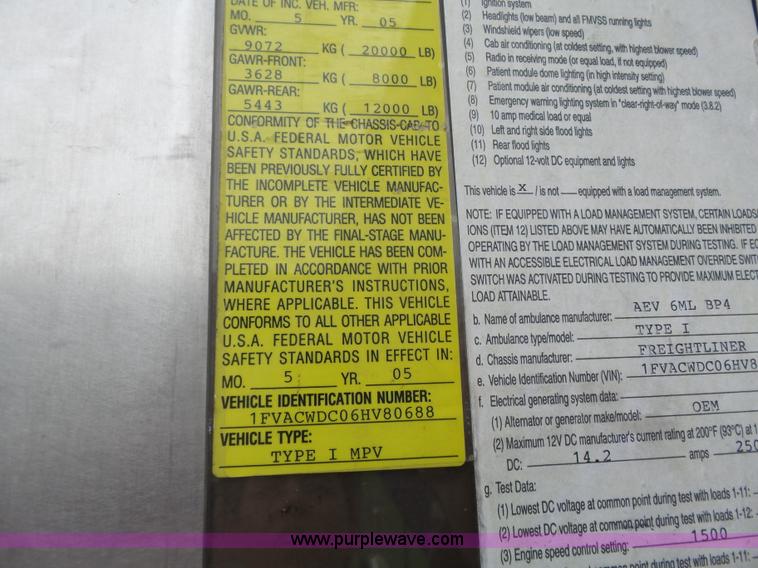 DATE OF INC. VEH. MFR:
MO. 5 YR. 05
GVWR:
9072 KG ( 20000 LB)
GAWR-FRONT:
3628 KG ( 8000 LB)
GAWR-REAR:
5443 KG ( 12000 LB)
CONFORMITY OF THE CHASSIS-CAB TO
U.S.A. FEDERAL MOTOR VEHICLE
SAFETY STANDARDS, WHICH HAVE
BEEN PREVIOUSLY FULLY CERTIFIED BY
THE INCOMPLETE VEHICLE MANUFAC-
TURER OR BY THE INTERMEDIATE VE-
HICLE MANUFACTURER, HAS NOT BEEN
AFFECTED BY THE FINAL-STAGE MANU-
FACTURE. THE VEHICLE HAS BEEN COM-
PLETED IN ACCORDANCE WITH PRIOR
MANUFACTURER'S INSTRUCTIONS,
WHERE APPLICABLE. THIS VEHICLE
CONFORMS TO ALL OTHER APPLICABLE
U.S.A. FEDERAL MOTOR VEHICLE
SAFETY STANDARDS IN EFFECT IN:
MO. 5 YR. 05
VEHICLE IDENTIFICATION NUMBER:
1FVACWDC06HV80688
VEHICLE TYPE:
TYPE I MPV
(1) Ignition system
(2) Headlights (low beam) and all FMVSS running lights
(3) Windshield wipers (low speed)
(4) Cab air conditioning (at coldest setting, with highest blower speed)
(5) Radio in receiving mode (or equal load, if not equipped)
(6) Patient module dome lighting (in high intensity setting)
(7) Patient module air conditioning (at coldest setting with highest blower speed)
(8) Emergency warning lighting system in "clear-right-of-way" mode (3.8.2)
(9) 10 amp medical load or equal
(10) Left and right side flood lights
(11) Rear flood lights
(12) Optional 12-volt DC equipment and lights
This vehicle is X / is not equipped with a load management system.
NOTE: IF EQUIPPED WITH A LOAD MANAGEMENT SYSTEM, CERTAIN LOADS
IONS (ITEM 12) LISTED ABOVE MAY HAVE AUTOMATICALLY BEEN INHIBITED
OPERATING BY THE LOAD MANAGEMENT SYSTEM DURING TESTING. IF EQ
WITH AN ACCESSIBLE ELECTRICAL LOAD MANAGEMENT OVERRIDE SWIT
SWITCH WAS ACTIVATED DURING TESTING TO PROVIDE MAXIMUM ELECT
LOAD ATTAINABLE.
b. Name of ambulance manufacturer: AEV 6ML BP4
c. Ambulance type/model: TYPE I
d. Chassis manufacturer: FREIGHTLINER
e. Vehicle Identification Number (VIN): 1FVACWDC06HV8
f. Electrical generating system data:
(1) Alternator or generator make/model: OEM
(2) Maximum 12V DC manufacturer's current rating at 200°F (93°C) at 1
DC: 14.2 amps 250
g. Test Data:
(1) Lowest DC voltage at common point during test with loads 1-11:
(2) Lowest DC voltage at common point during test with loads 1-12:
(3) Engine speed control setting: 1500
common point during test with loads 1-11:
www.purplewave.com